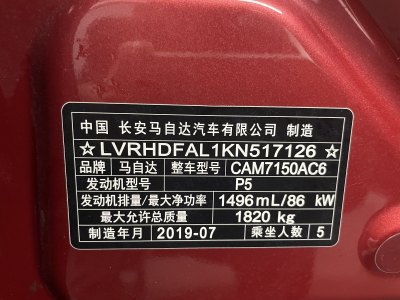 中国 长安马自达汽车有限公司 制造
☆LVRHDFAL1KN517126☆
品牌 马自达 整车型号 CAM7150AC6
发动机型号 P5
发动机排量/最大净功率 1496mL/86 kW
最大允许总质量 1820 kg
制造年月 2019-07 乘坐人数 5